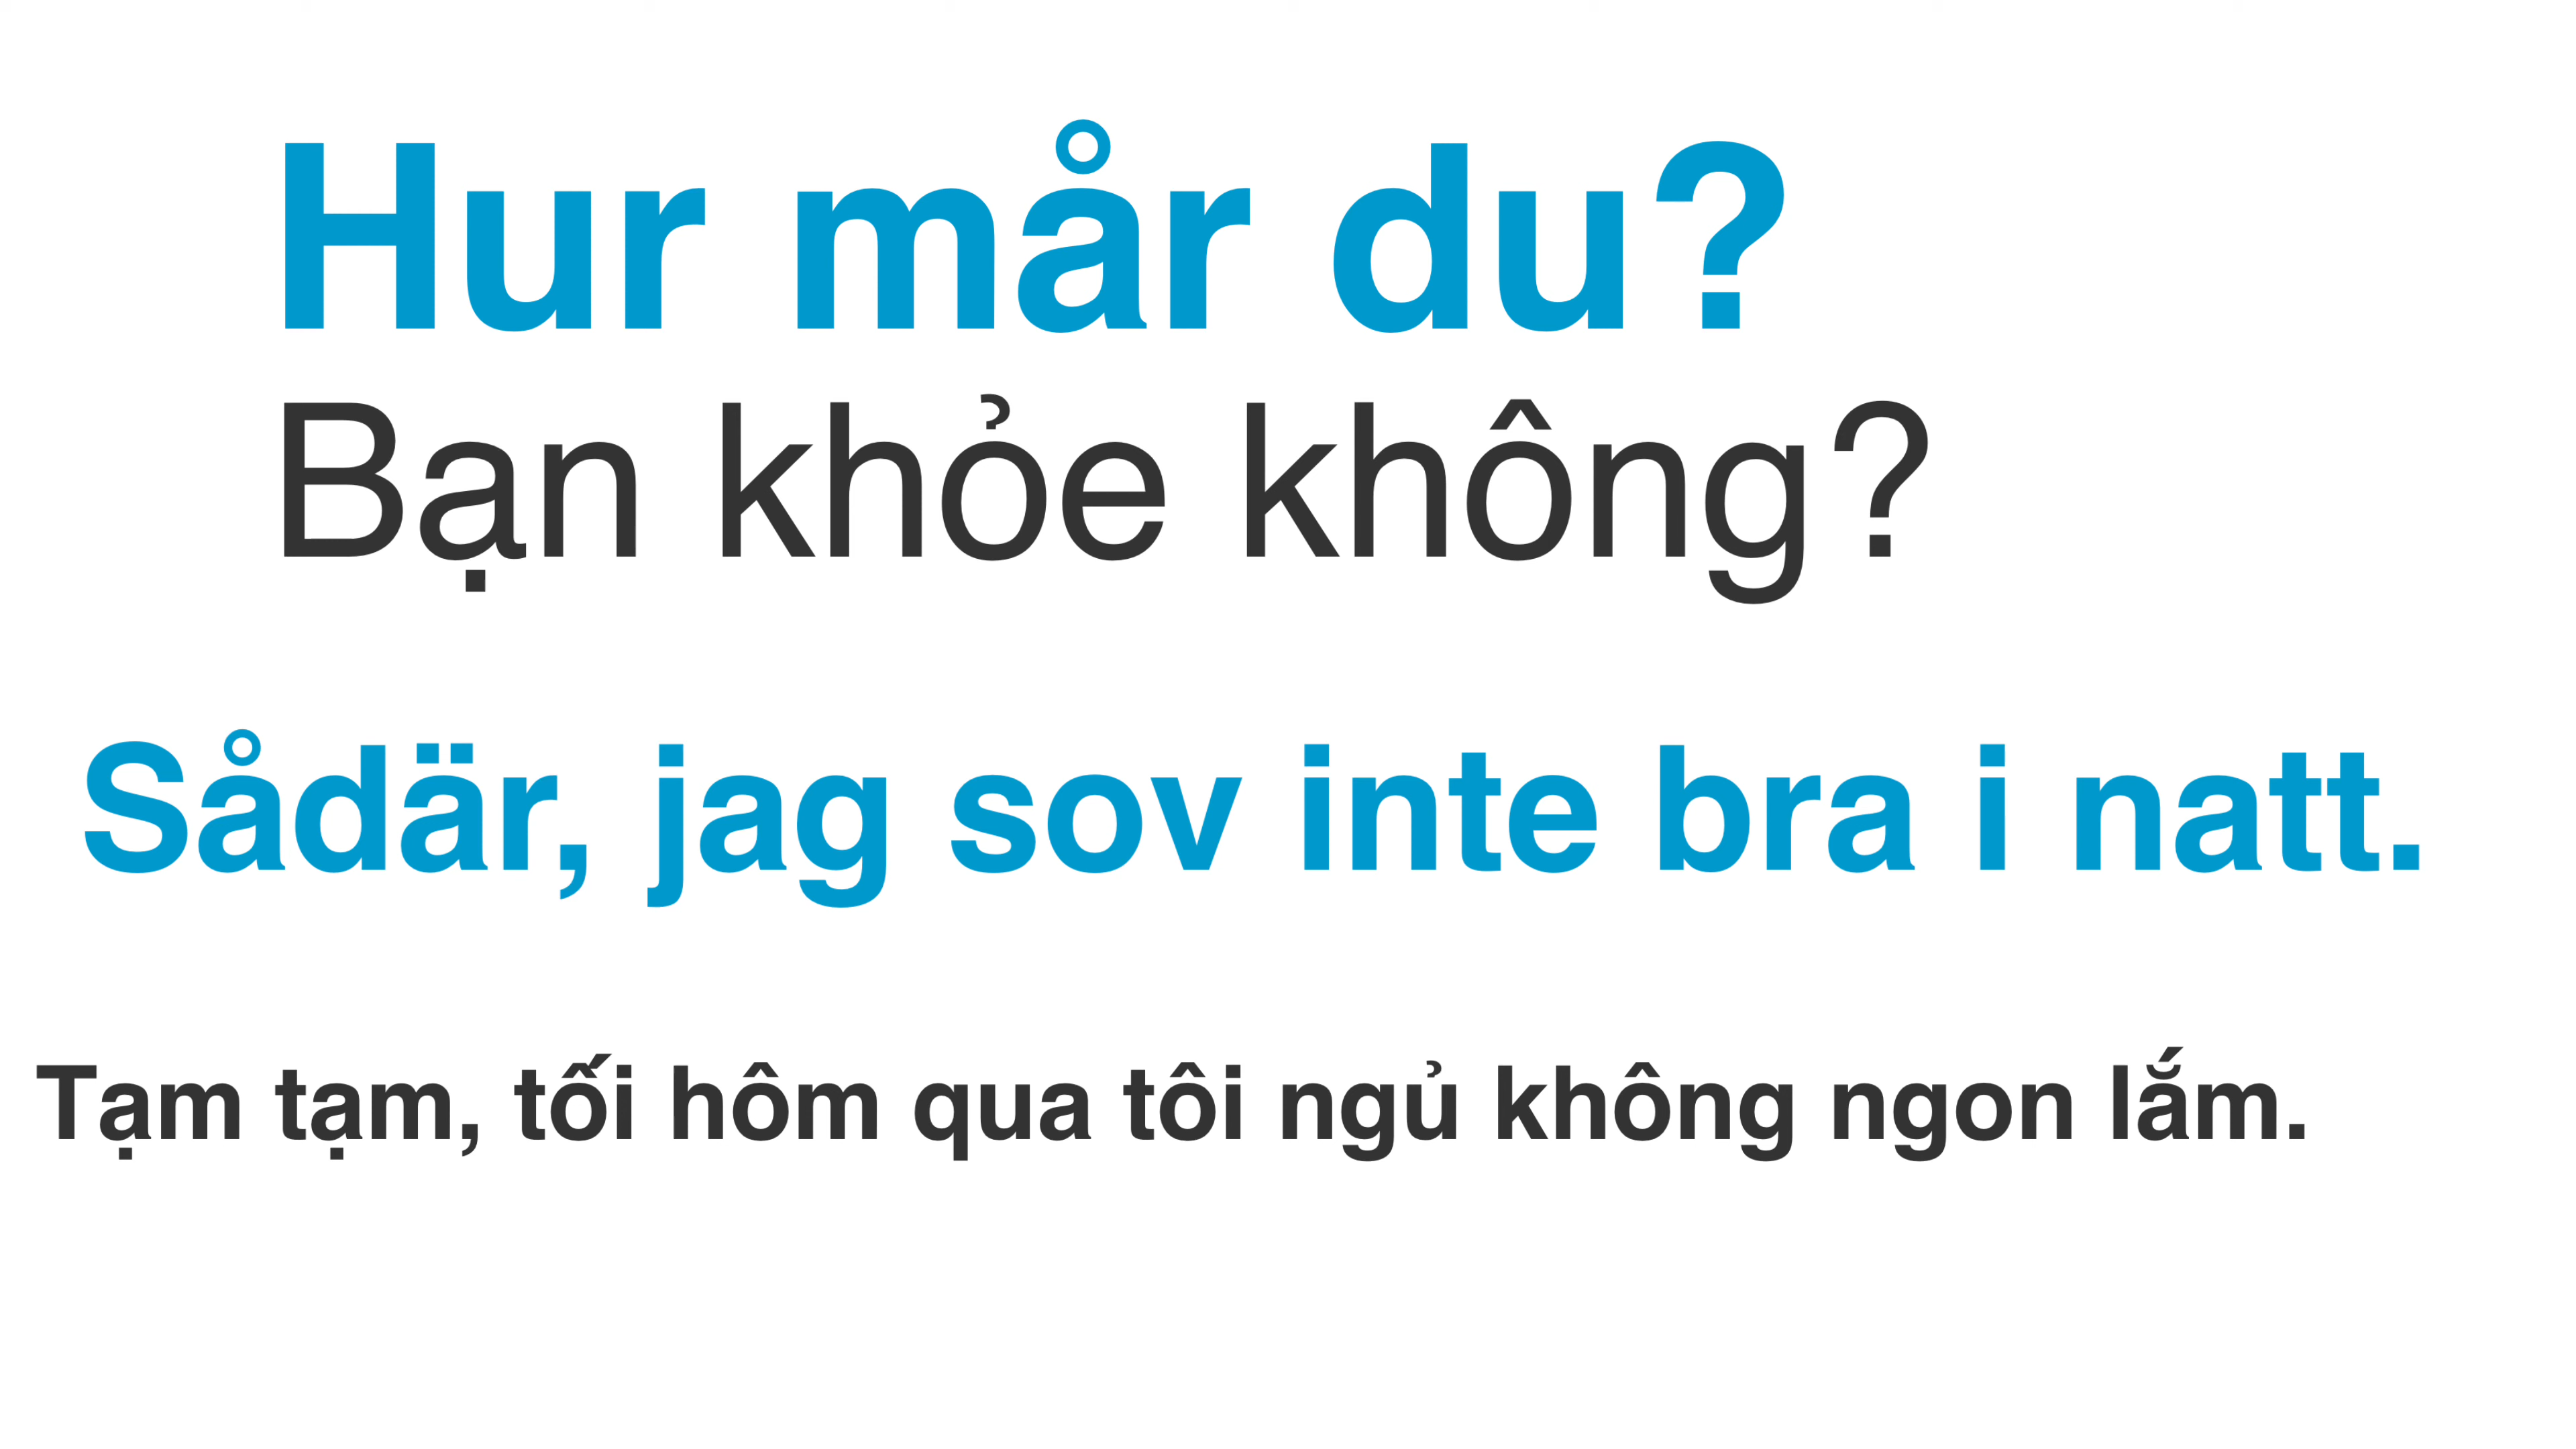 Hur mår du?
Bạn khỏe không?
Sådär, jag sov inte bra i natt.
Tạm tạm, tối hôm qua tôi ngủ không ngon lắm.